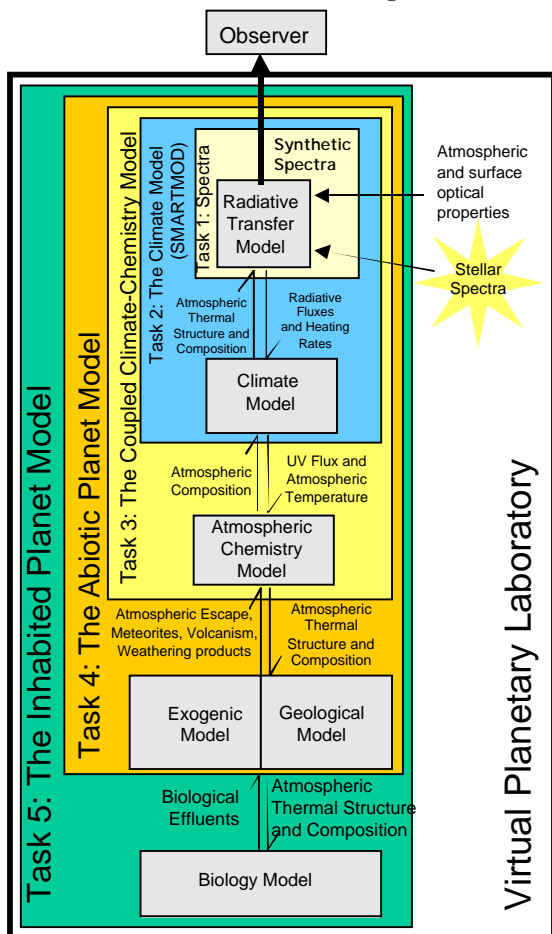 Observer
Synthetic
Spectra
Radiative
Transfer
Model
Task 1: Spectra
Task 2: The Climate Model
(SMARTMOD)
Task 3: The Coupled Climate-Chemistry Model
Task 4: The Abiotic Planet Model
Task 5: The Inhabited Planet Model
Atmospheric
and surface
optical
properties
Stellar
Spectra
Atmospheric
Thermal
Structure and
Composition
Radiative
Fluxes
and Heating
Rates
Climate
Model
Atmospheric
Composition
UV Flux and
Atmospheric
Temperature
Atmospheric
Chemistry
Model
Atmospheric Escape,
Meteorites, Volcanism,
Weathering products
Atmospheric
Thermal
Structure and
Composition
Exogenic
Model
Geological
Model
Biological
Effluents
Atmospheric
Thermal Structure
and Composition
Biology Model
Virtual Planetary Laboratory